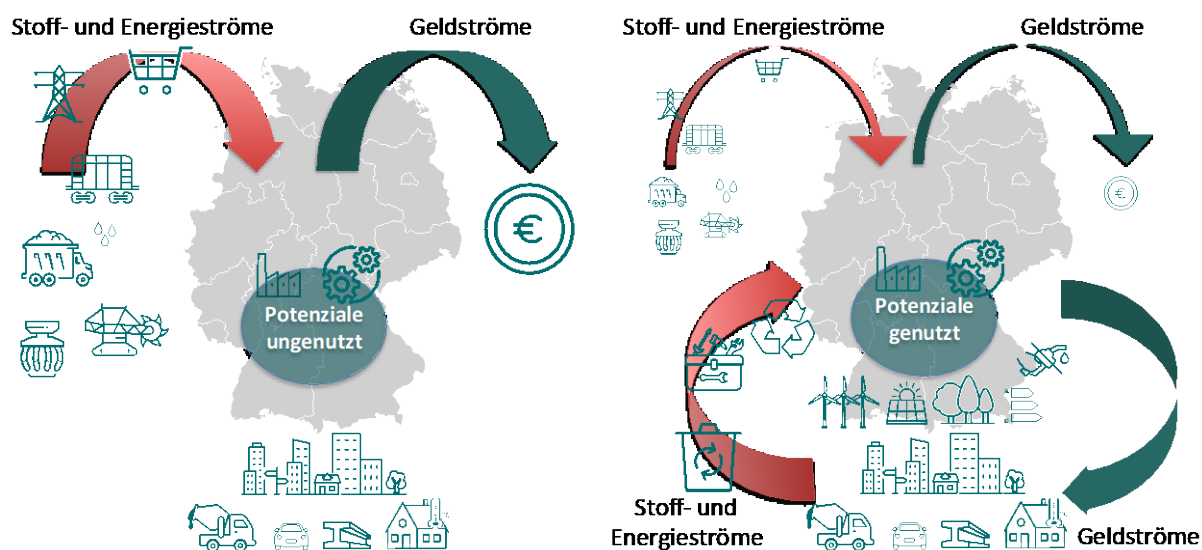 Stoff- und Energieströme
Geldströme
Potenziale
ungenutzt
Stoff- und Energieströme
Geldströme
Potenziale
genutzt
Stoff- und
Energieströme
Geldströme
€
€